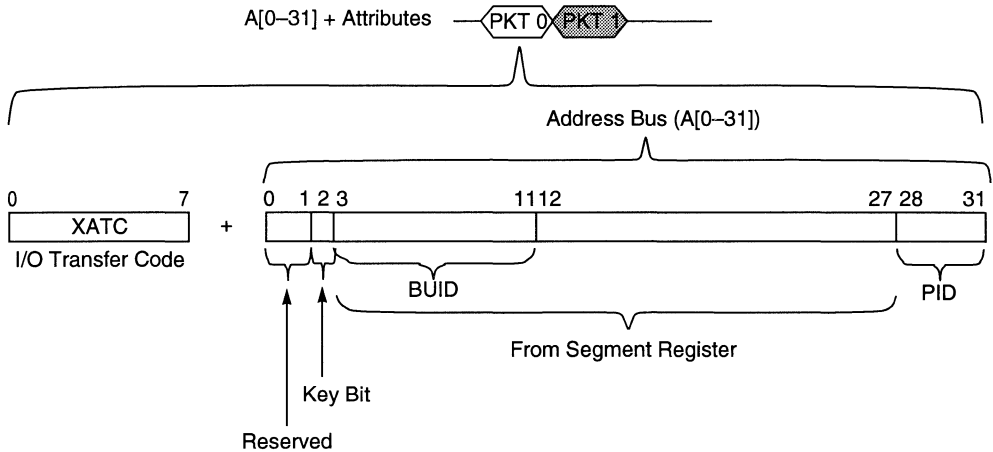 A[0–31] + Attributes PKT 0 PKT 1
Address Bus (A[0–31])
0 7 0 1 2 3 11 12 27 28 31
XATC +
I/O Transfer Code
BUID PID
From Segment Register
Key Bit
Reserved